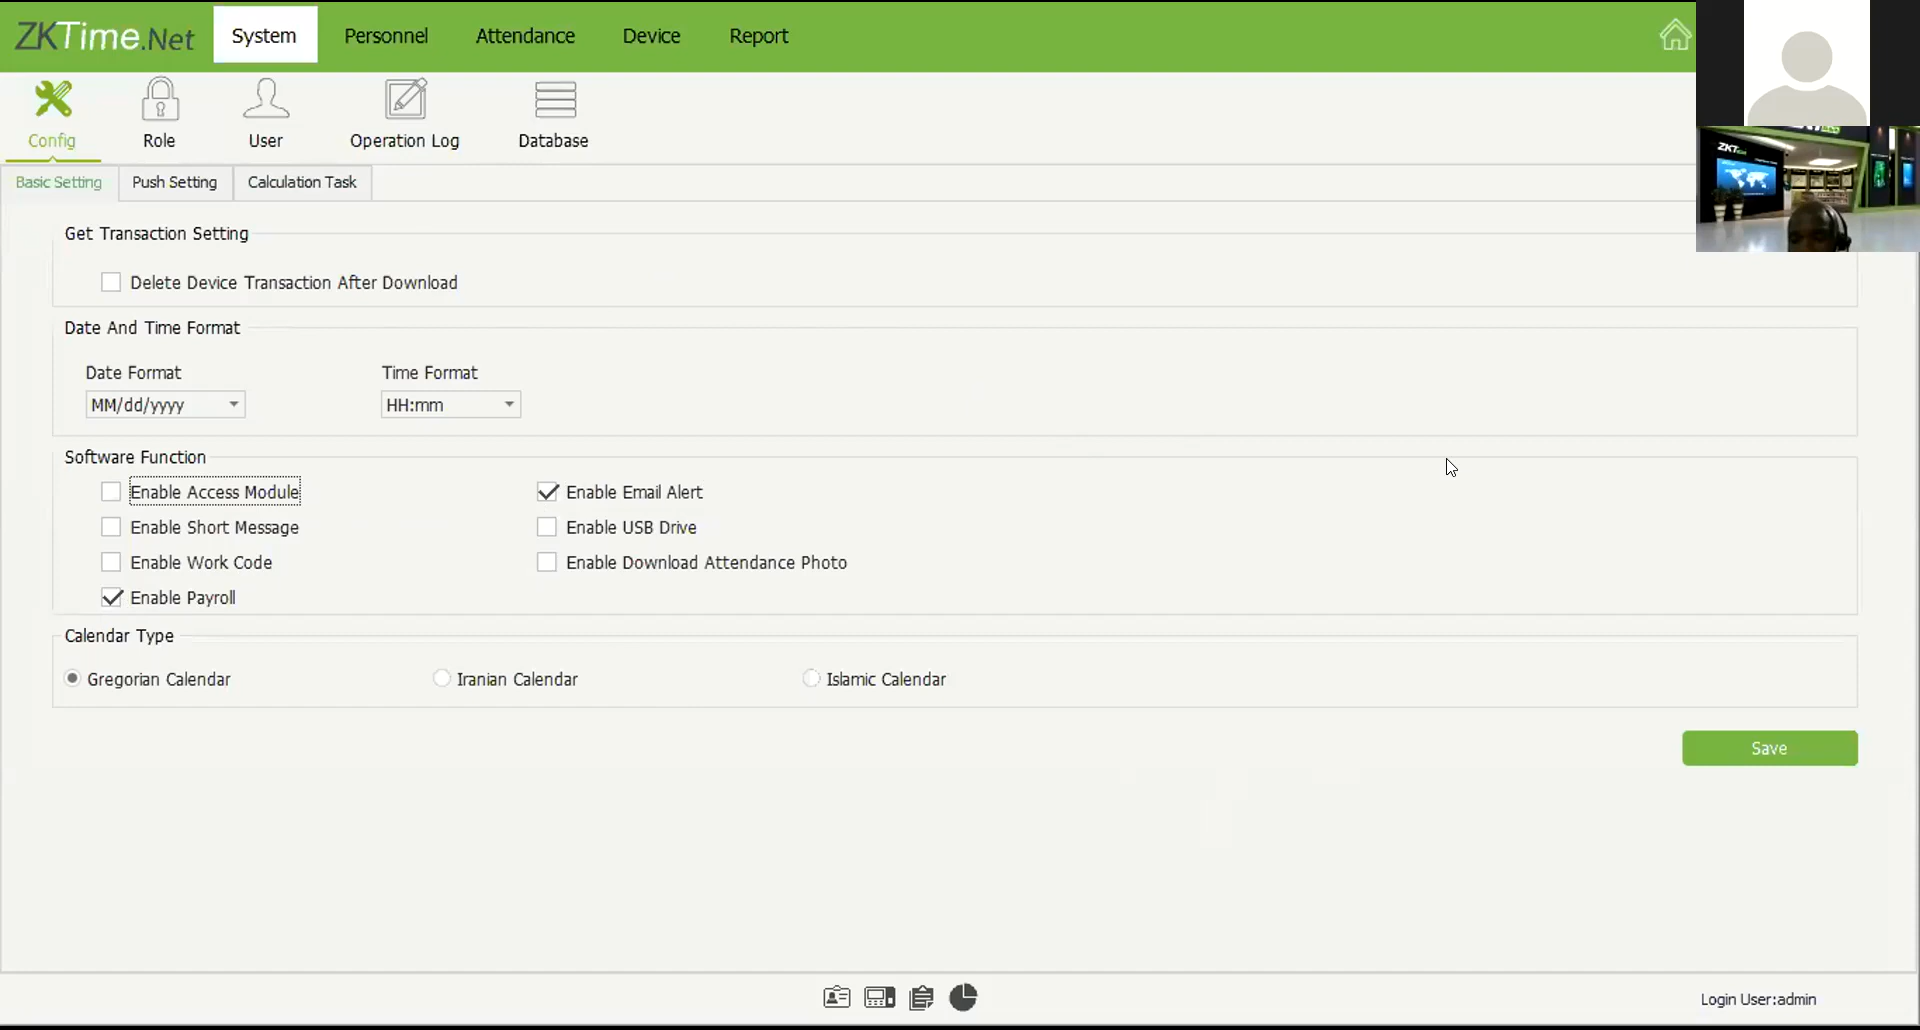 ZKTime.Net
System
Personnel
Attendance
Device
Report
Config
Role
User
Operation Log
Database
Basic Setting
Push Setting
Calculation Task
Get Transaction Setting
Delete Device Transaction After Download
Date And Time Format
Date Format
Time Format
MM/dd/yyyy
HH:mm
Software Function
Enable Access Module
Enable Email Alert
Enable Short Message
Enable USB Drive
Enable Work Code
Enable Download Attendance Photo
Enable Payroll
Calendar Type
Gregorian Calendar
Iranian Calendar
Islamic Calendar
Save
Login User:admin